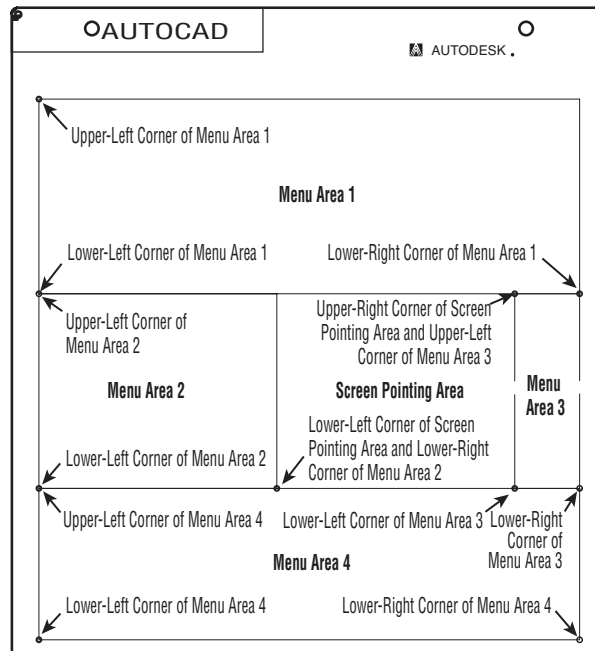 AUTOCAD
AUTODESK.
Upper-Left Corner of Menu Area 1
Menu Area 1
Lower-Left Corner of Menu Area 1
Lower-Right Corner of Menu Area 1
Upper-Left Corner of
Menu Area 2
Upper-Right Corner of Screen
Pointing Area and Upper-Left
Corner of Menu Area 3
Menu Area 2
Screen Pointing Area
Menu
Area 3
Lower-Left Corner of Screen
Pointing Area and Lower-Right
Corner of Menu Area 2
Lower-Left Corner of Menu Area 2
Upper-Left Corner of Menu Area 4
Lower-Left Corner of Menu Area 3
Lower-Right
Corner of
Menu Area 3
Menu Area 4
Lower-Left Corner of Menu Area 4
Lower-Right Corner of Menu Area 4